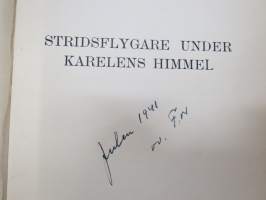 STRIDSFLYGARE UNDER
KARELENS HIMMEL
Julen 1941